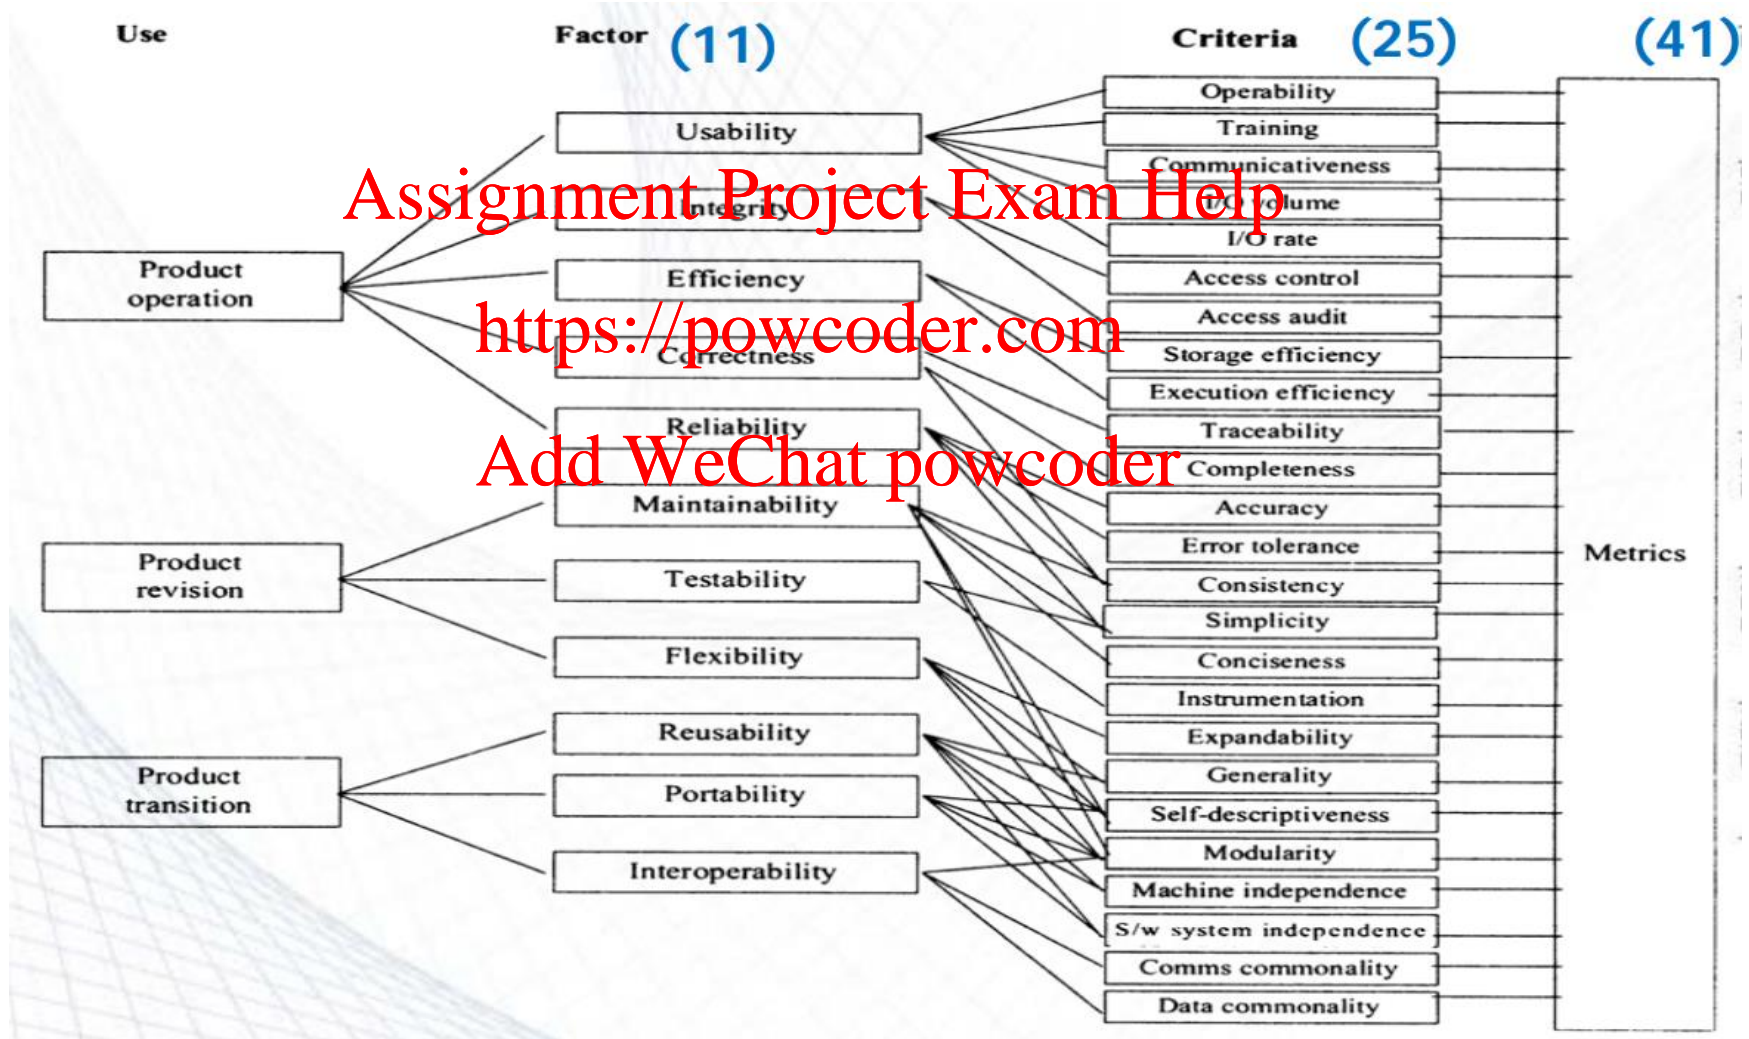 Use
Factor (11)
Criteria (25)
(41)
Product
operation
Product
revision
Product
transition
Usability
Integrity
Efficiency
Correctness
Reliability
Maintainability
Testability
Flexibility
Reusability
Portability
Interoperability
Operability
Training
Communicativeness
I/O volume
I/O rate
Access control
Access audit
Storage efficiency
Execution efficiency
Traceability
Completeness
Accuracy
Error tolerance
Consistency
Simplicity
Conciseness
Instrumentation
Expandability
Generality
Self-descriptiveness
Modularity
Machine independence
S/w system independence
Comms commonality
Data commonality
Metrics
Assignment Project Exam Help
https://powcoder.com
Add WeChat powcoder